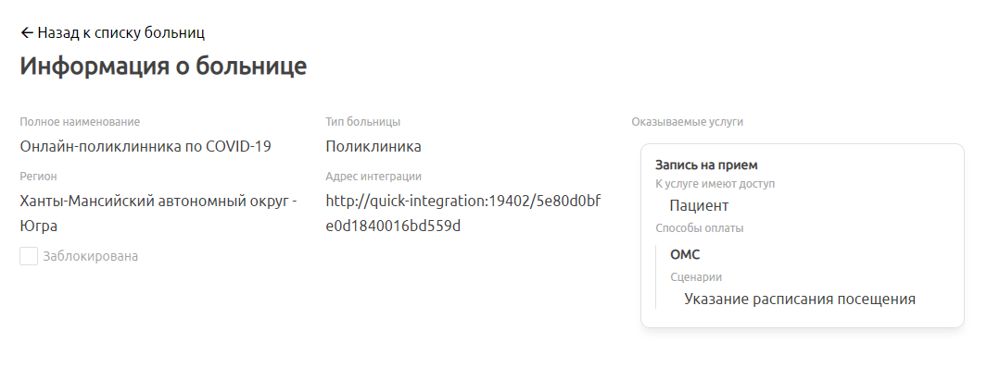 ← Назад к списку больниц
Информация о больнице
Полное наименование
Онлайн-поликлинника по COVID-19
Регион
Ханты-Мансийский автономный округ -
Югра
Заблокирована
Тип больницы
Поликлиника
Адрес интеграции
http://quick-integration:19402/5e80d0bf
e0d1840016bd559d
Оказываемые услуги
Запись на прием
К услуге имеют доступ
Пациент
Способы оплаты
ОМС
Сценарии
Указание расписания посещения